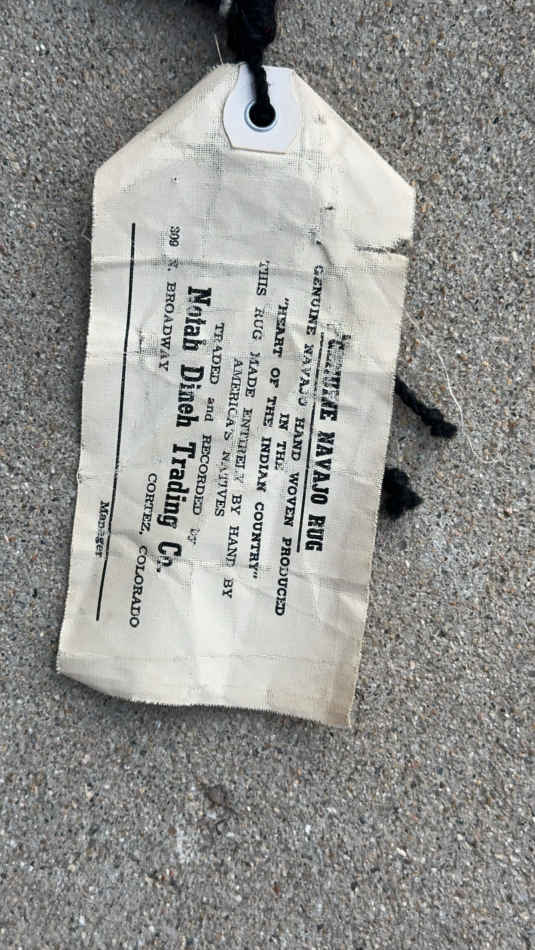 GENUINE NAVAJO RUG
GENUINE NAVAJO HAND WOVEN PRODUCED
IN THE
"HEART OF THE INDIAN COUNTRY"
THIS RUG MADE ENTIRELY BY HAND BY
AMERICA'S NATIVES
TRADED and RECORDED by
Notah Dineh Trading Co.
309 N. BROADWAY CORTEZ, COLORADO
Manager